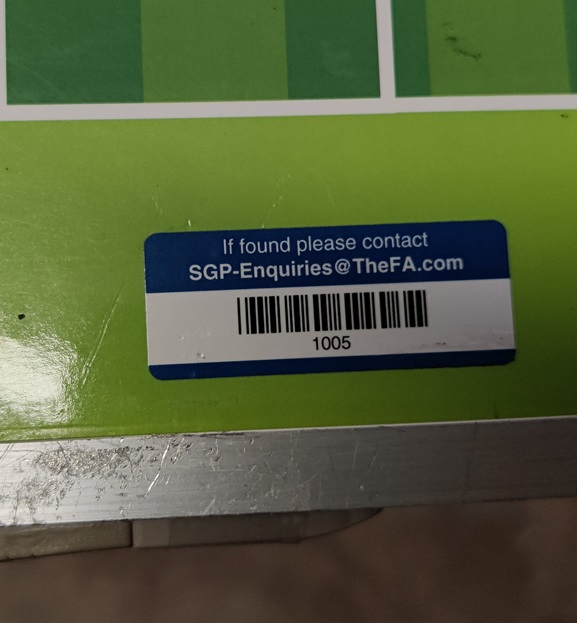 If found please contact
SGP-Enquiries@TheFA.com
1005